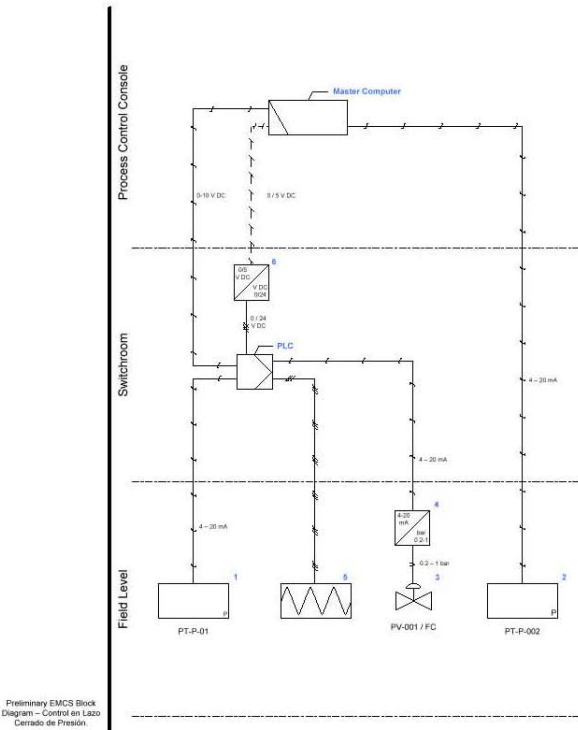 Process Control Console
Switchroom
Field Level
Master Computer
0-10 V DC
0 / 5 V DC
6
0/5
V DC
V DC
0/24
0 / 24
V DC
PLC
4 – 20 mA
4 – 20 mA
4 – 20 mA
4
4-20
mA
bar
0.2-1
0.2 – 1 bar
1
P
PT-P-01
5
3
PV-001 / FC
2
P
PT-P-002
Preliminary EMCS Block
Diagram – Control en Lazo
Cerrado de Presión.